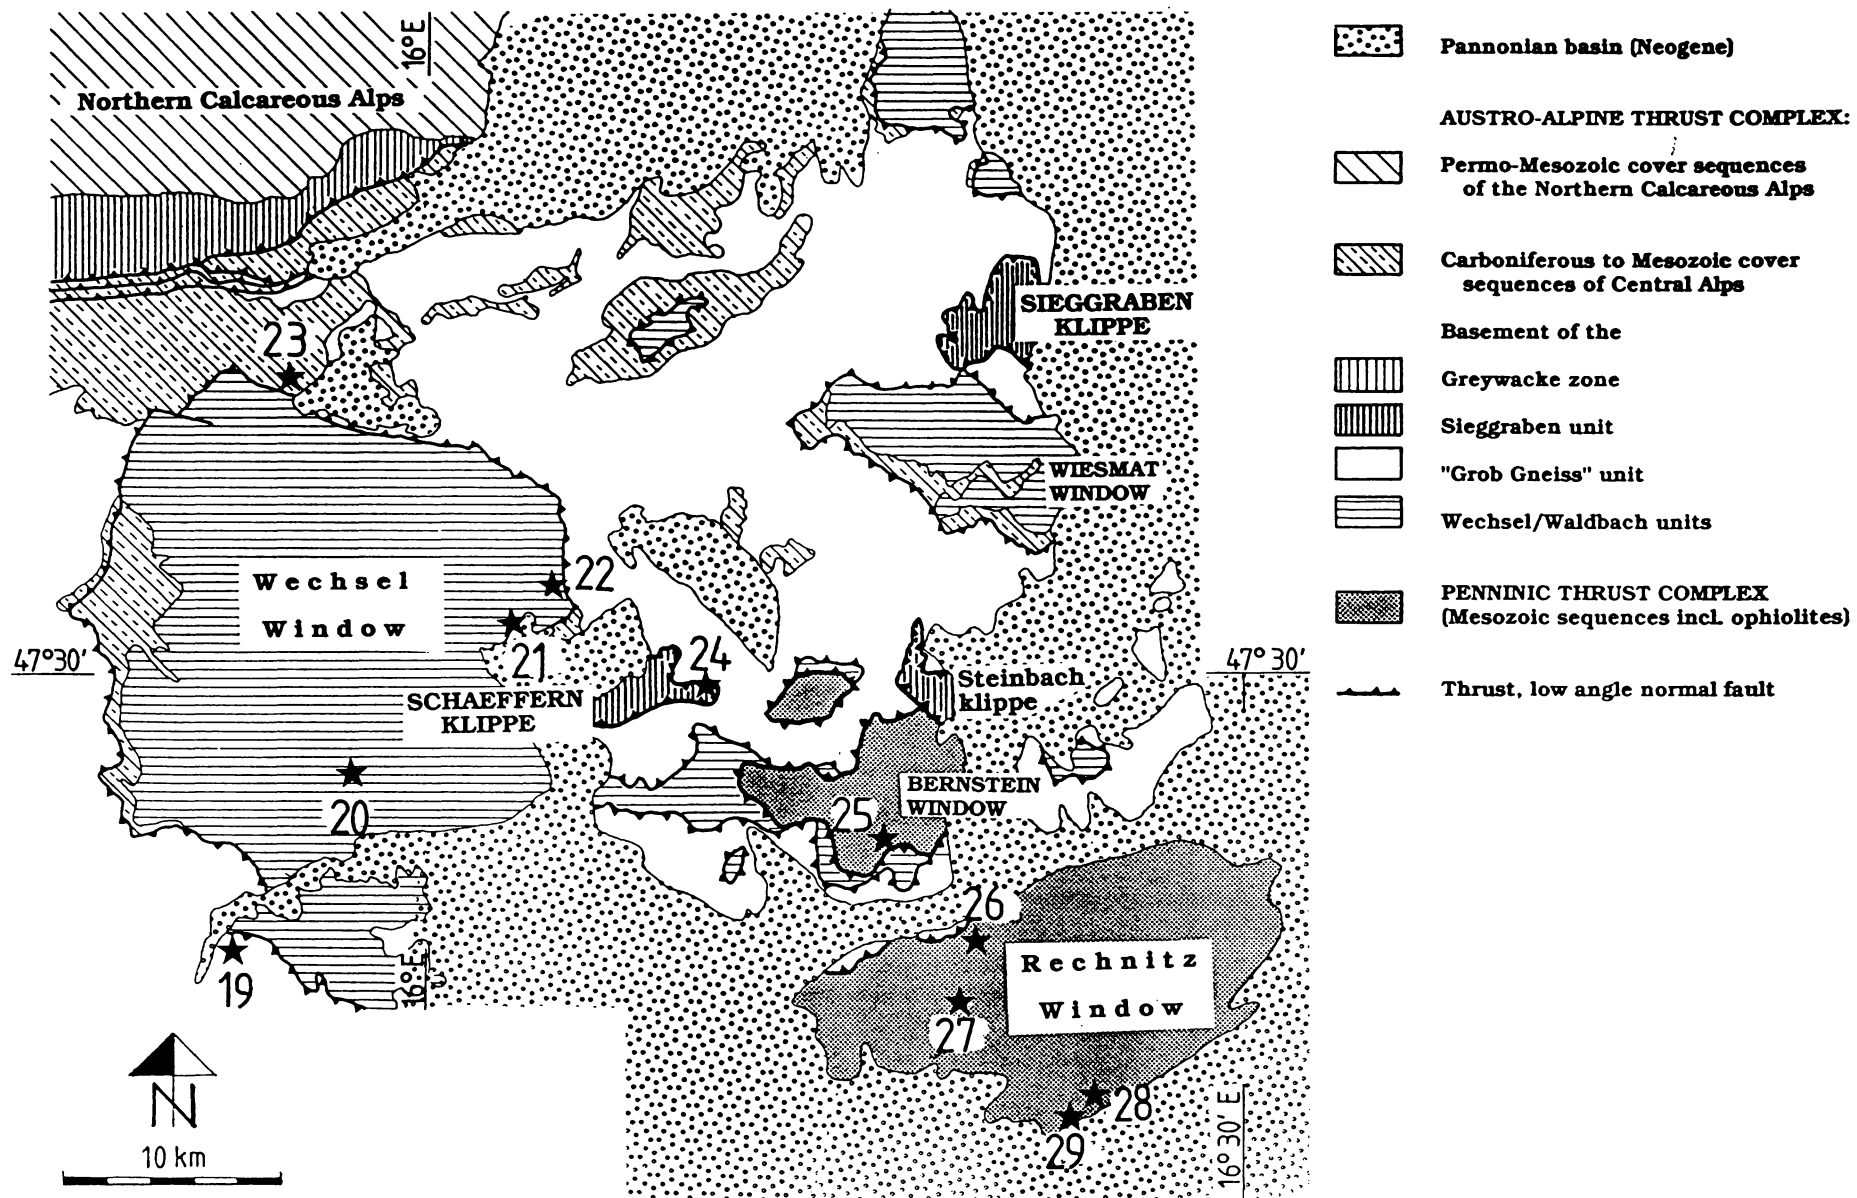 16°E
Northern Calcareous Alps
23
SIEGGRABEN
KLIPPE
WIESMAT
WINDOW
Wechsel
Window
22
21
47°30'
24
47°30'
SCHAEFFERN
KLIPPE
Steinbach
klippe
20
25
BERNSTEIN
WINDOW
26
19
16°E
Rechnitz
Window
27
28
29
16°30' E
N
10 km
Pannonian basin (Neogene)
AUSTRO-ALPINE THRUST COMPLEX:
Permo-Mesozoic cover sequences
of the Northern Calcareous Alps
Carboniferous to Mesozoic cover
sequences of Central Alps
Basement of the
Greywacke zone
Sieggraben unit
"Grob Gneiss" unit
Wechsel/Waldbach units
PENNINIC THRUST COMPLEX
(Mesozoic sequences incl. ophiolites)
Thrust, low angle normal fault